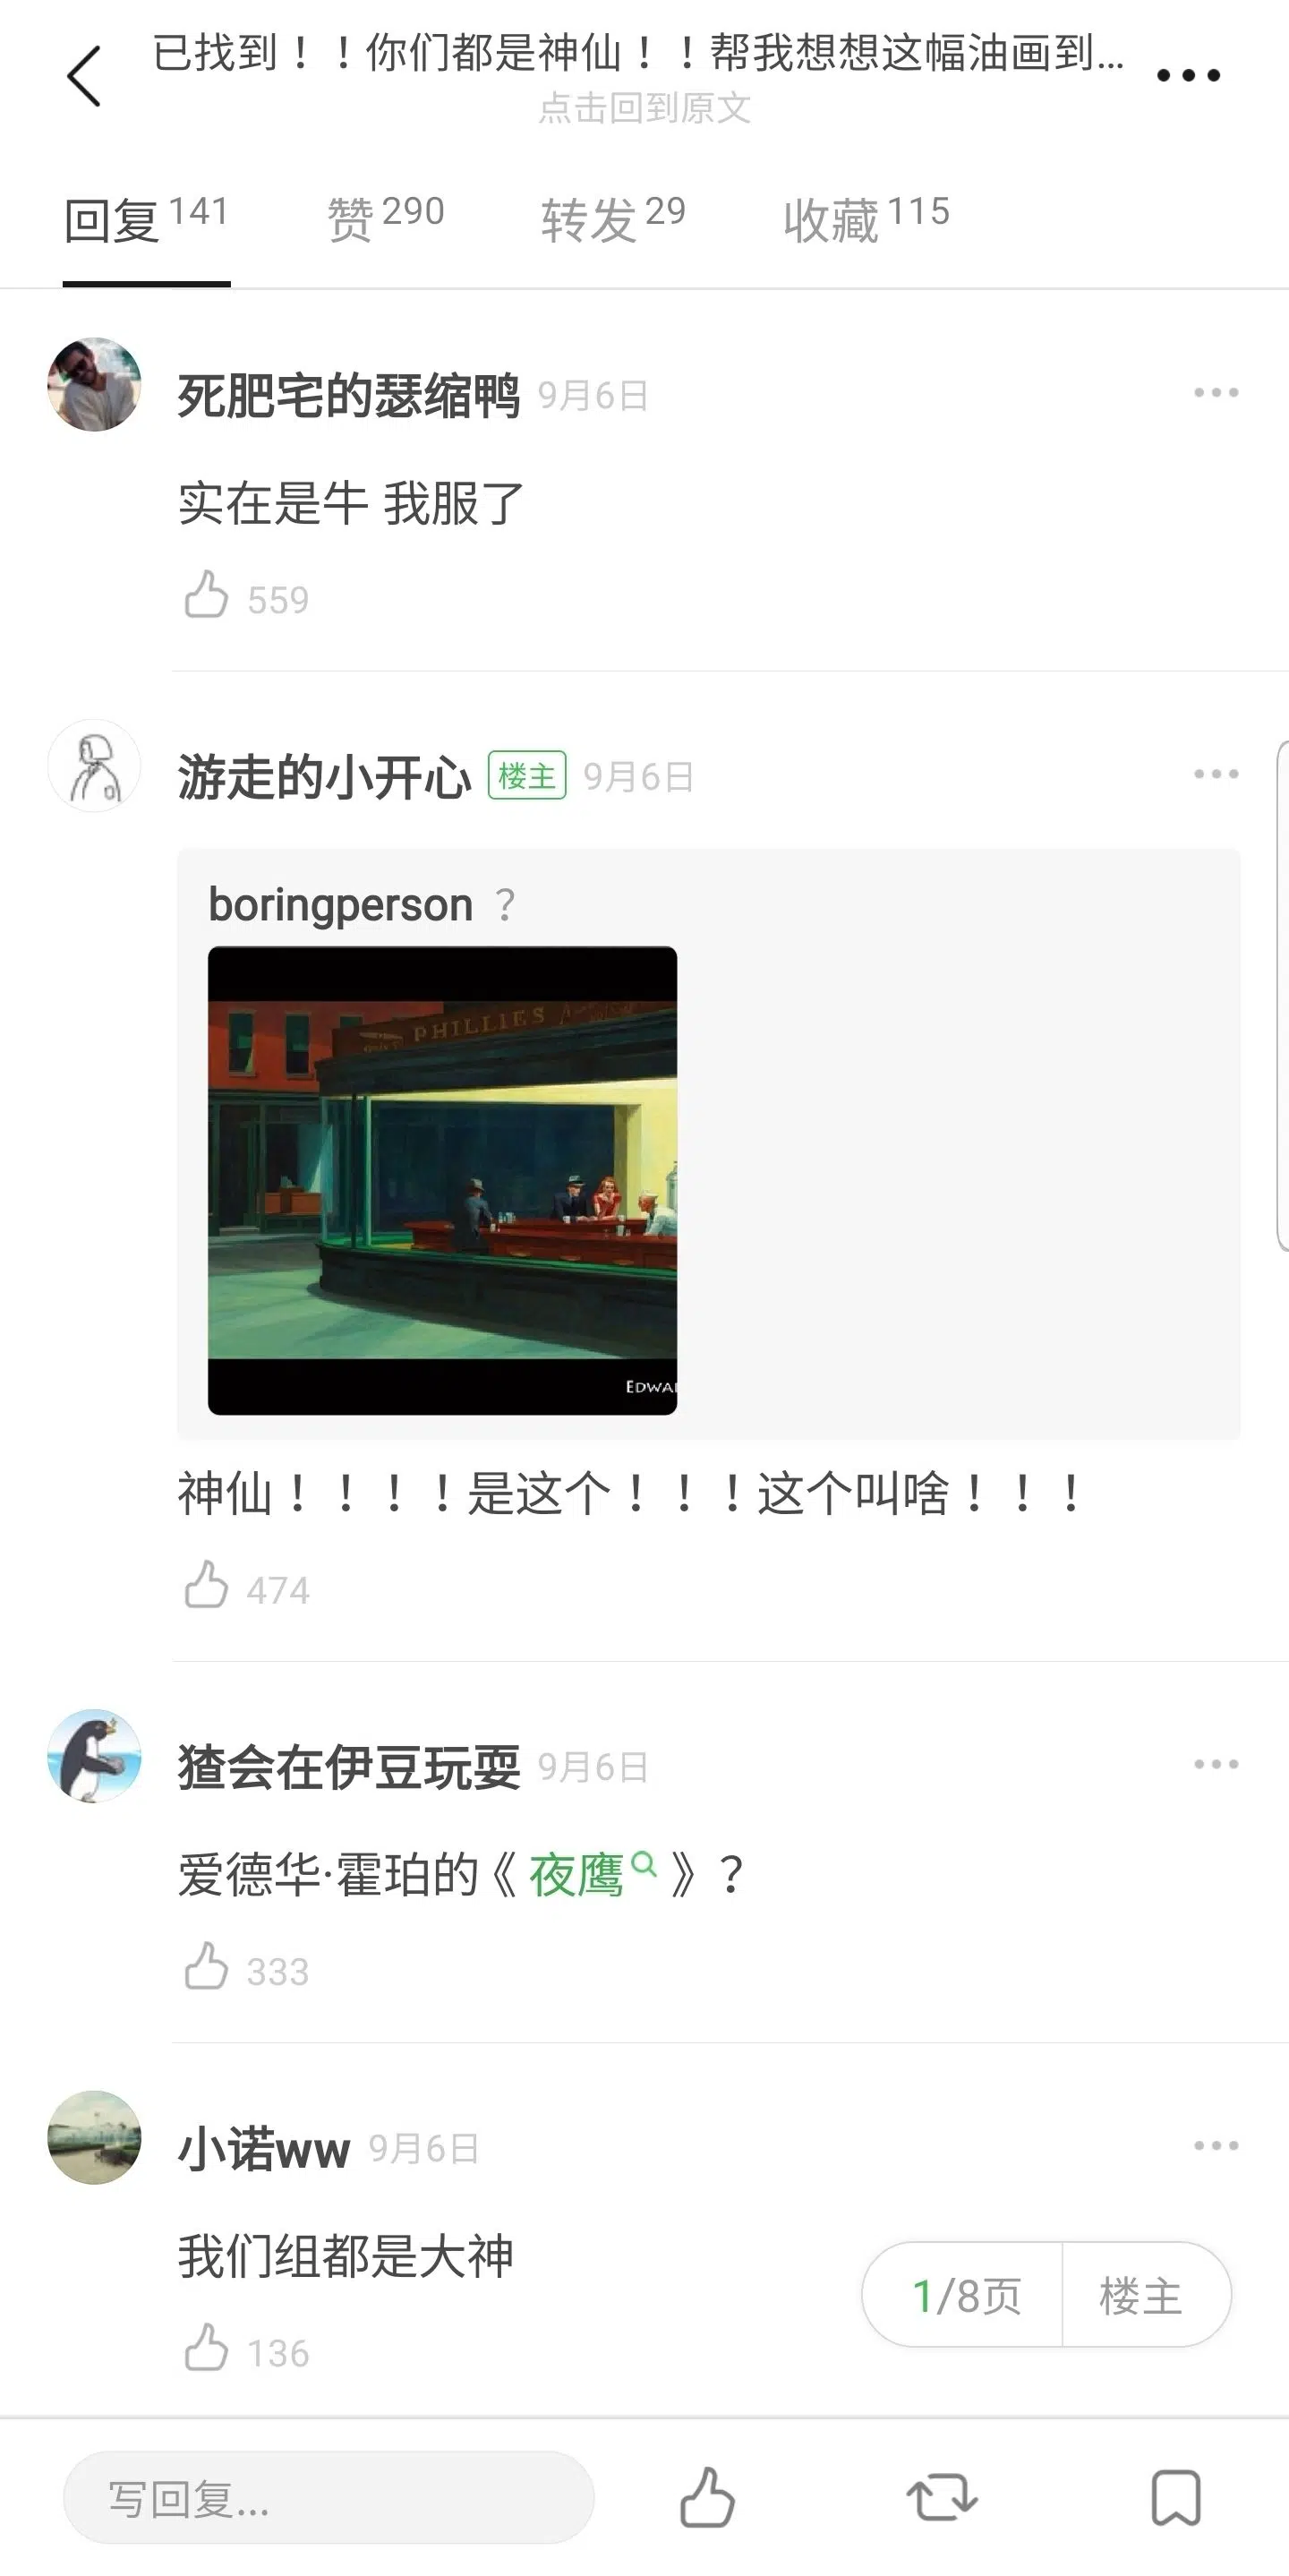 已找到！！你们都是神仙！！帮我想想这幅油画到...
点击回到原文
回复 141 赞 290 转发 29 收藏 115
死肥宅的瑟缩鸭 9月6日
实在是牛 我服了
559
游走的小开心 楼主 9月6日
boringperson ？
PHILLIES
EDWA
神仙！！！！是这个！！！这个叫啥！！！
474
猹会在伊豆玩耍 9月6日
爱德华·霍珀的《夜鹰》？
333
小诺ww 9月6日
我们组都是大神
1/8页 楼主
136
写回复...